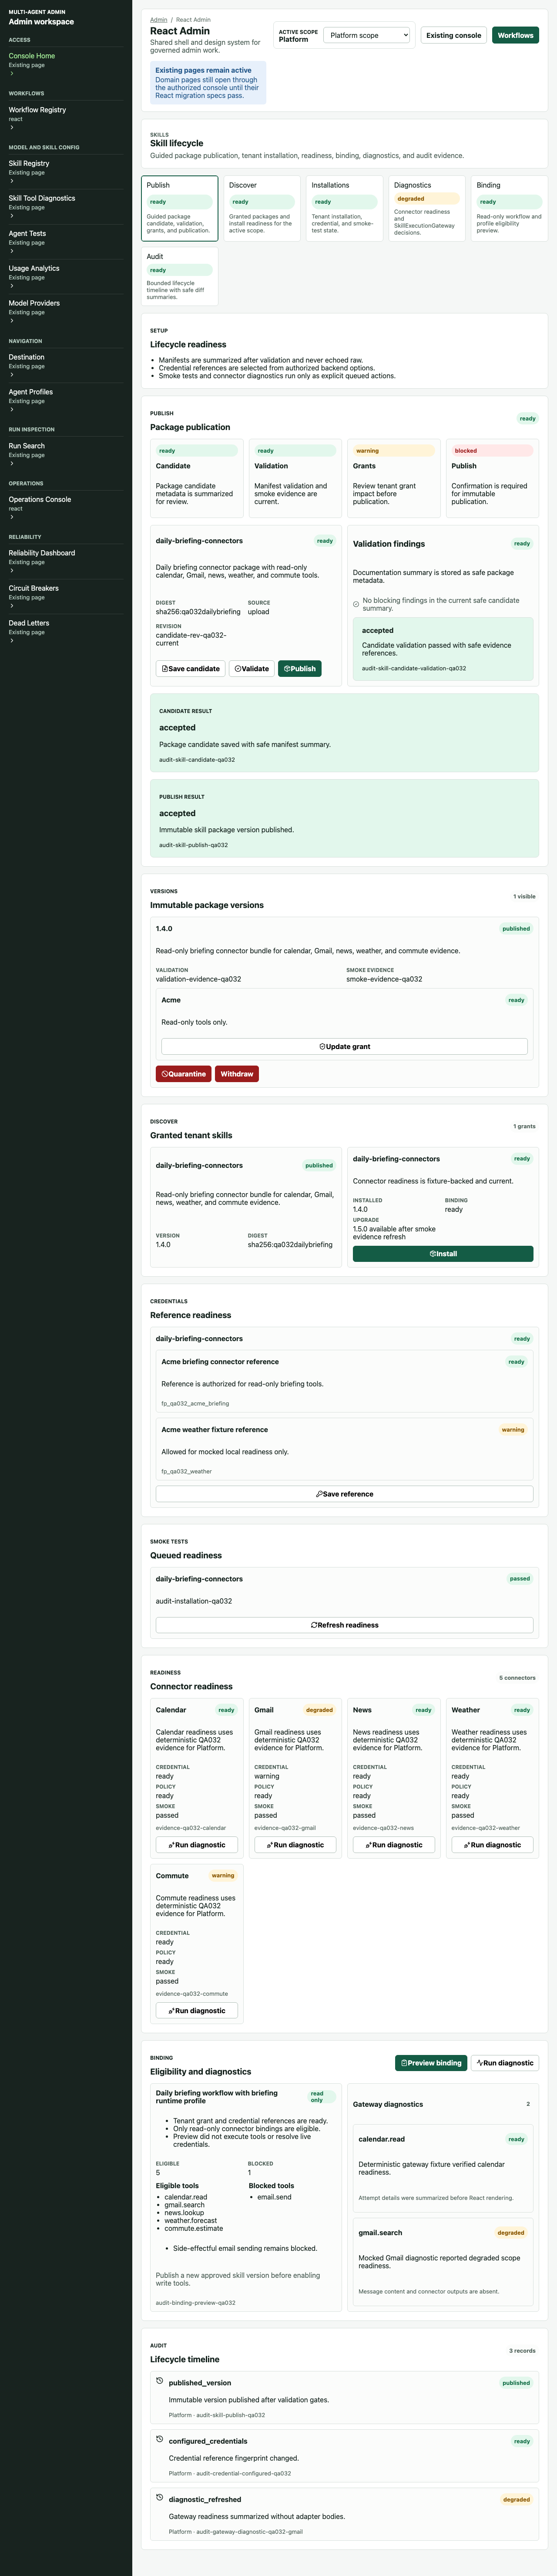 MULTI-AGENT ADMIN
Admin workspace
ACCESS
Console Home
Existing page
WORKFLOWS
Workflow Registry
react
MODEL AND SKILL CONFIG
Skill Registry
Existing page
Skill Tool Diagnostics
Existing page
Agent Tests
Existing page
Usage Analytics
Existing page
Model Providers
Existing page
NAVIGATION
Destination
Existing page
Agent Profiles
Existing page
RUN INSPECTION
Run Search
Existing page
OPERATIONS
Operations Console
react
RELIABILITY
Reliability Dashboard
Existing page
Circuit Breakers
Existing page
Dead Letters
Existing page
Admin / React Admin
React Admin
Shared shell and design system for
governed admin work.
ACTIVE SCOPE
Platform
Platform scope
Existing console
Workflows
Existing pages remain active
Domain pages still open through
the authorized console until their
React migration specs pass.
SKILLS
Skill lifecycle
Guided package publication, tenant installation, readiness, binding, diagnostics, and audit evidence.
Publish
ready
Guided package
candidate, validation,
grants, and publication.
Discover
ready
Granted packages and
install readiness for the
active scope.
Installations
ready
Tenant installation,
credential, and smoke-
test state.
Diagnostics
degraded
Connector readiness
and
SkillExecutionGateway
decisions.
Binding
ready
Read-only workflow and
profile eligibility
preview.
Audit
ready
Bounded lifecycle
timeline with safe diff
summaries.
SETUP
Lifecycle readiness
• Manifests are summarized after validation and never echoed raw.
• Credential references are selected from authorized backend options.
• Smoke tests and connector diagnostics run only as explicit queued actions.
PUBLISH
Package publication
ready
ready
Candidate
Package candidate
metadata is summarized
for review.
ready
Validation
Manifest validation and
smoke evidence are
current.
warning
Grants
Review tenant grant
impact before
publication.
blocked
Publish
Confirmation is required
for immutable
publication.
daily-briefing-connectors
ready
Daily briefing connector package with read-only
calendar, Gmail, news, weather, and commute tools.
DIGEST
sha256:qa032dailybriefing
SOURCE
upload
REVISION
candidate-rev-qa032-
current
Save candidate
Validate
Publish
Validation findings
ready
Documentation summary is stored as safe package
metadata.
No blocking findings in the current safe candidate
summary.
accepted
Candidate validation passed with safe evidence
references.
audit-skill-candidate-validation-qa032
CANDIDATE RESULT
accepted
Package candidate saved with safe manifest summary.
audit-skill-candidate-qa032
PUBLISH RESULT
accepted
Immutable skill package version published.
audit-skill-publish-qa032
VERSIONS
Immutable package versions
1 visible
1.4.0
published
Read-only briefing connector bundle for calendar, Gmail, news, weather, and commute evidence.
VALIDATION
validation-evidence-qa032
SMOKE EVIDENCE
smoke-evidence-qa032
Acme
ready
Read-only tools only.
Update grant
Quarantine
Withdraw
DISCOVER
Granted tenant skills
1 grants
daily-briefing-connectors
published
Read-only briefing connector bundle for calendar, Gmail,
news, weather, and commute evidence.
VERSION
1.4.0
DIGEST
sha256:qa032dailybriefing
daily-briefing-connectors
ready
Connector readiness is fixture-backed and current.
INSTALLED
1.4.0
BINDING
ready
UPGRADE
1.5.0 available after smoke
evidence refresh
Install
CREDENTIALS
Reference readiness
daily-briefing-connectors
ready
Acme briefing connector reference
ready
Reference is authorized for read-only briefing tools.
fp_qa032_acme_briefing
Acme weather fixture reference
warning
Allowed for mocked local readiness only.
fp_qa032_weather
Save reference
SMOKE TESTS
Queued readiness
daily-briefing-connectors
passed
audit-installation-qa032
Refresh readiness
READINESS
Connector readiness
5 connectors
Calendar
ready
Calendar readiness uses
deterministic QA032
evidence for Platform.
CREDENTIAL
ready
POLICY
ready
SMOKE
passed
evidence-qa032-calendar
Run diagnostic
Gmail
degraded
Gmail readiness uses
deterministic QA032
evidence for Platform.
CREDENTIAL
warning
POLICY
ready
SMOKE
passed
evidence-qa032-gmail
Run diagnostic
News
ready
News readiness uses
deterministic QA032
evidence for Platform.
CREDENTIAL
ready
POLICY
ready
SMOKE
passed
evidence-qa032-news
Run diagnostic
Weather
ready
Weather readiness uses
deterministic QA032
evidence for Platform.
CREDENTIAL
ready
POLICY
ready
SMOKE
passed
evidence-qa032-weather
Run diagnostic
Commute
warning
Commute readiness uses
deterministic QA032
evidence for Platform.
CREDENTIAL
ready
POLICY
ready
SMOKE
passed
evidence-qa032-commute
Run diagnostic
BINDING
Eligibility and diagnostics
Preview binding
Run diagnostic
Daily briefing workflow with briefing
runtime profile
read
only
• Tenant grant and credential references are ready.
• Only read-only connector bindings are eligible.
• Preview did not execute tools or resolve live
credentials.
ELIGIBLE
5
BLOCKED
1
Eligible tools
• calendar.read
• gmail.search
• news.lookup
• weather.forecast
• commute.estimate
Blocked tools
• email.send
• Side-effectful email sending remains blocked.
Publish a new approved skill version before enabling
write tools.
audit-binding-preview-qa032
Gateway diagnostics
2
calendar.read
ready
Deterministic gateway fixture verified calendar
readiness.
Attempt details were summarized before React rendering.
gmail.search
degraded
Mocked Gmail diagnostic reported degraded scope
readiness.
Message content and connector outputs are absent.
AUDIT
Lifecycle timeline
3 records
published_version
published
Immutable version published after validation gates.
Platform · audit-skill-publish-qa032
configured_credentials
ready
Credential reference fingerprint changed.
Platform · audit-credential-configured-qa032
diagnostic_refreshed
degraded
Gateway readiness summarized without adapter bodies.
Platform · audit-gateway-diagnostic-qa032-gmail